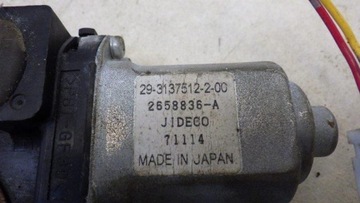 29-3137512-2-00
2658836-A
JIDECO
71114
MADE IN JAPAN